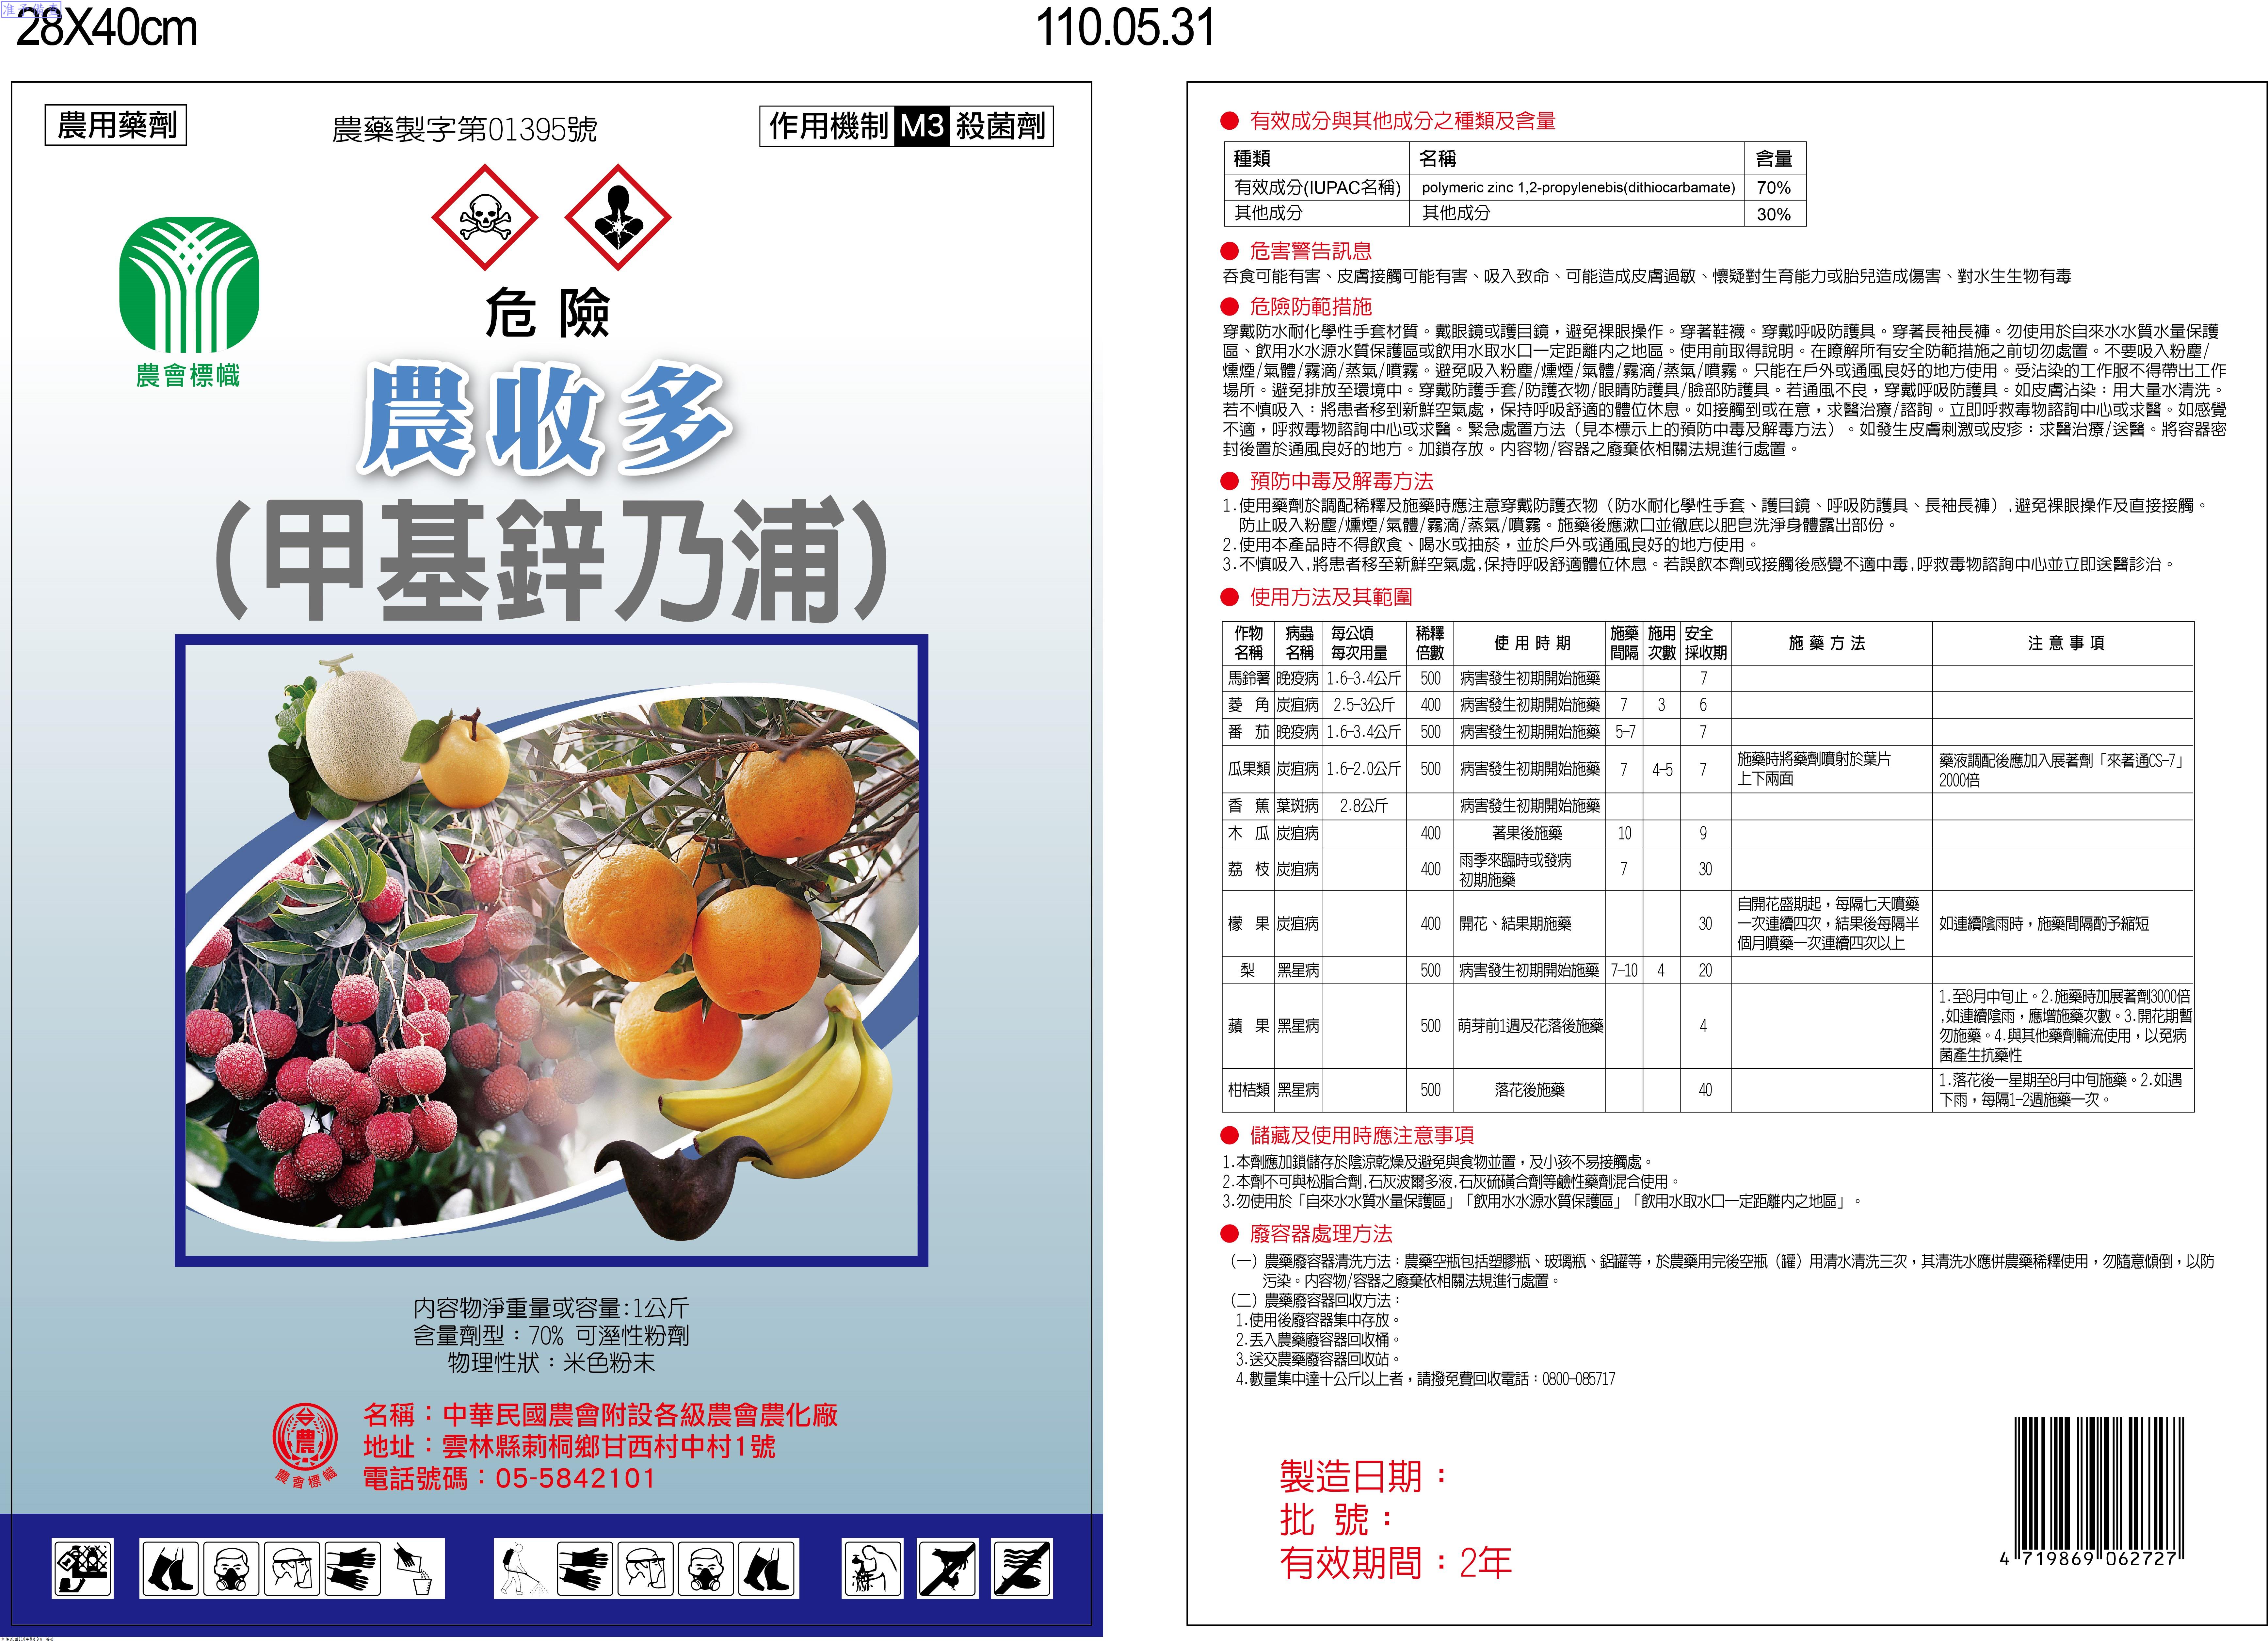 准予備查
28X40cm
110.05.31
農用藥劑
農藥製字第01395號
作用機制 M3 殺菌劑
農會標幟
危險
農收多
(甲基鋅乃浦)
內容物淨重量或容量:1公斤
含量劑型：70% 可溼性粉劑
物理性狀：米色粉末
農會標幟
名稱：中華民國農會附設各級農會農化廠
地址：雲林縣莿桐鄉甘西村中村1號
電話號碼：05-5842101
● 有效成分與其他成分之種類及含量
種類 名稱 含量
有效成分(IUPAC名稱) polymeric zinc 1,2-propylenebis(dithiocarbamate) 70%
其他成分 其他成分 30%
● 危害警告訊息
吞食可能有害、皮膚接觸可能有害、吸入致命、可能造成皮膚過敏、懷疑對生育能力或胎兒造成傷害、對水生生物有毒
● 危險防範措施
穿戴防水耐化學性手套材質。戴眼鏡或護目鏡，避免裸眼操作。穿著鞋襪。穿戴呼吸防護具。穿著長袖長褲。勿使用於自來水水質水量保護
區、飲用水水源水質保護區或飲用水取水口一定距離內之地區。使用前取得說明。在瞭解所有安全防範措施之前切勿處置。不要吸入粉塵/
燻煙/氣體/霧滴/蒸氣/噴霧。避免吸入粉塵/燻煙/氣體/霧滴/蒸氣/噴霧。只能在戶外或通風良好的地方使用。受沾染的工作服不得帶出工作
場所。避免排放至環境中。穿戴防護手套/防護衣物/眼睛防護具/臉部防護具。若通風不良，穿戴呼吸防護具。如皮膚沾染：用大量水清洗。
若不慎吸入：將患者移到新鮮空氣處，保持呼吸舒適的體位休息。如接觸到或在意，求醫治療/諮詢。立即呼救毒物諮詢中心或求醫。如感覺
不適，呼救毒物諮詢中心或求醫。緊急處置方法（見本標示上的預防中毒及解毒方法）。如發生皮膚刺激或皮疹：求醫治療/送醫。將容器密
封後置於通風良好的地方。加鎖存放。內容物/容器之廢棄依相關法規進行處置。
● 預防中毒及解毒方法
1.使用藥劑於調配稀釋及施藥時應注意穿戴防護衣物（防水耐化學性手套、護目鏡、呼吸防護具、長袖長褲）,避免裸眼操作及直接接觸。
防止吸入粉塵/燻煙/氣體/霧滴/蒸氣/噴霧。施藥後應漱口並徹底以肥皂洗淨身體露出部份。
2.使用本產品時不得飲食、喝水或抽菸，並於戶外或通風良好的地方使用。
3.不慎吸入,將患者移至新鮮空氣處,保持呼吸舒適體位休息。若誤飲本劑或接觸後感覺不適中毒,呼救毒物諮詢中心並立即送醫診治。
● 使用方法及其範圍
作物名稱 病蟲名稱 每公頃每次用量 稀釋倍數 使用時期 施藥間隔 施用次數 安全採收期 施藥方法 注意事項
馬鈴薯 晚疫病 1.6-3.4公斤 500 病害發生初期開始施藥 7
菱角 炭疽病 2.5-3公斤 400 病害發生初期開始施藥 7 3 6
番茄 晚疫病 1.6-3.4公斤 500 病害發生初期開始施藥 5-7 7
瓜果類 炭疽病 1.6-2.0公斤 500 病害發生初期開始施藥 7 4-5 7 施藥時將藥劑噴射於葉片上下兩面 藥液調配後應加入展著劑「來著通CS-7」2000倍
香蕉 葉斑病 2.8公斤 病害發生初期開始施藥
木瓜 炭疽病 400 著果後施藥 10 9
荔枝 炭疽病 400 雨季來臨時或發病初期施藥 7 30
檬果 炭疽病 400 開花、結果期施藥 30 自開花盛期起，每隔七天噴藥一次連續四次，結果後每隔半個月噴藥一次連續四次以上 如連續陰雨時，施藥間隔酌予縮短
梨 黑星病 500 病害發生初期開始施藥 7-10 4 20
蘋果 黑星病 500 萌芽前1週及花落後施藥 4 1.至8月中旬止。2.施藥時加展著劑3000倍,如連續陰雨，應增施藥次數。3.開花期暫勿施藥。4.與其他藥劑輪流使用，以免病菌產生抗藥性
柑桔類 黑星病 500 落花後施藥 40 1.落花後一星期至8月中旬施藥。2.如遇下雨，每隔1-2週施藥一次。
● 儲藏及使用時應注意事項
1.本劑應加鎖儲存於陰涼乾燥及避免與食物並置，及小孩不易接觸處。
2.本劑不可與松脂合劑,石灰波爾多液,石灰硫磺合劑等鹼性藥劑混合使用。
3.勿使用於「自來水水質水量保護區」「飲用水水源水質保護區」「飲用水取水口一定距離內之地區」。
● 廢容器處理方法
（一）農藥廢容器清洗方法：農藥空瓶包括塑膠瓶、玻璃瓶、鋁罐等，於農藥用完後空瓶（罐）用清水清洗三次，其清洗水應併農藥稀釋使用，勿隨意傾倒，以防
污染。內容物/容器之廢棄依相關法規進行處置。
（二）農藥廢容器回收方法：
1.使用後廢容器集中存放。
2.丟入農藥廢容器回收桶。
3.送交農藥廢容器回收站。
4.數量集中達十公斤以上者，請撥免費回收電話：0800-085717
製造日期：
批 號：
有效期間：2年
4 719869 062727